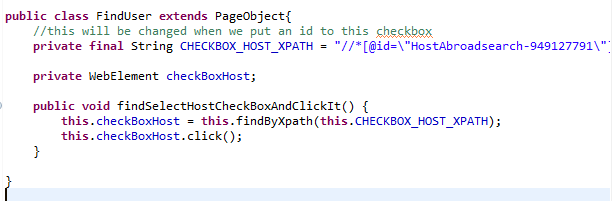 public class FindUser extends PageObject{
//this will be changed when we put an id to this checkbox
private final String CHECKBOX_HOST_XPATH = "//*[@id=\"HostAbroadsearch-949127791\"]
private WebElement checkBoxHost;
public void findSelectHostCheckBoxAndClickIt() {
this.checkBoxHost = this.findByXpath(this.CHECKBOX_HOST_XPATH);
this.checkBoxHost.click();
}
}